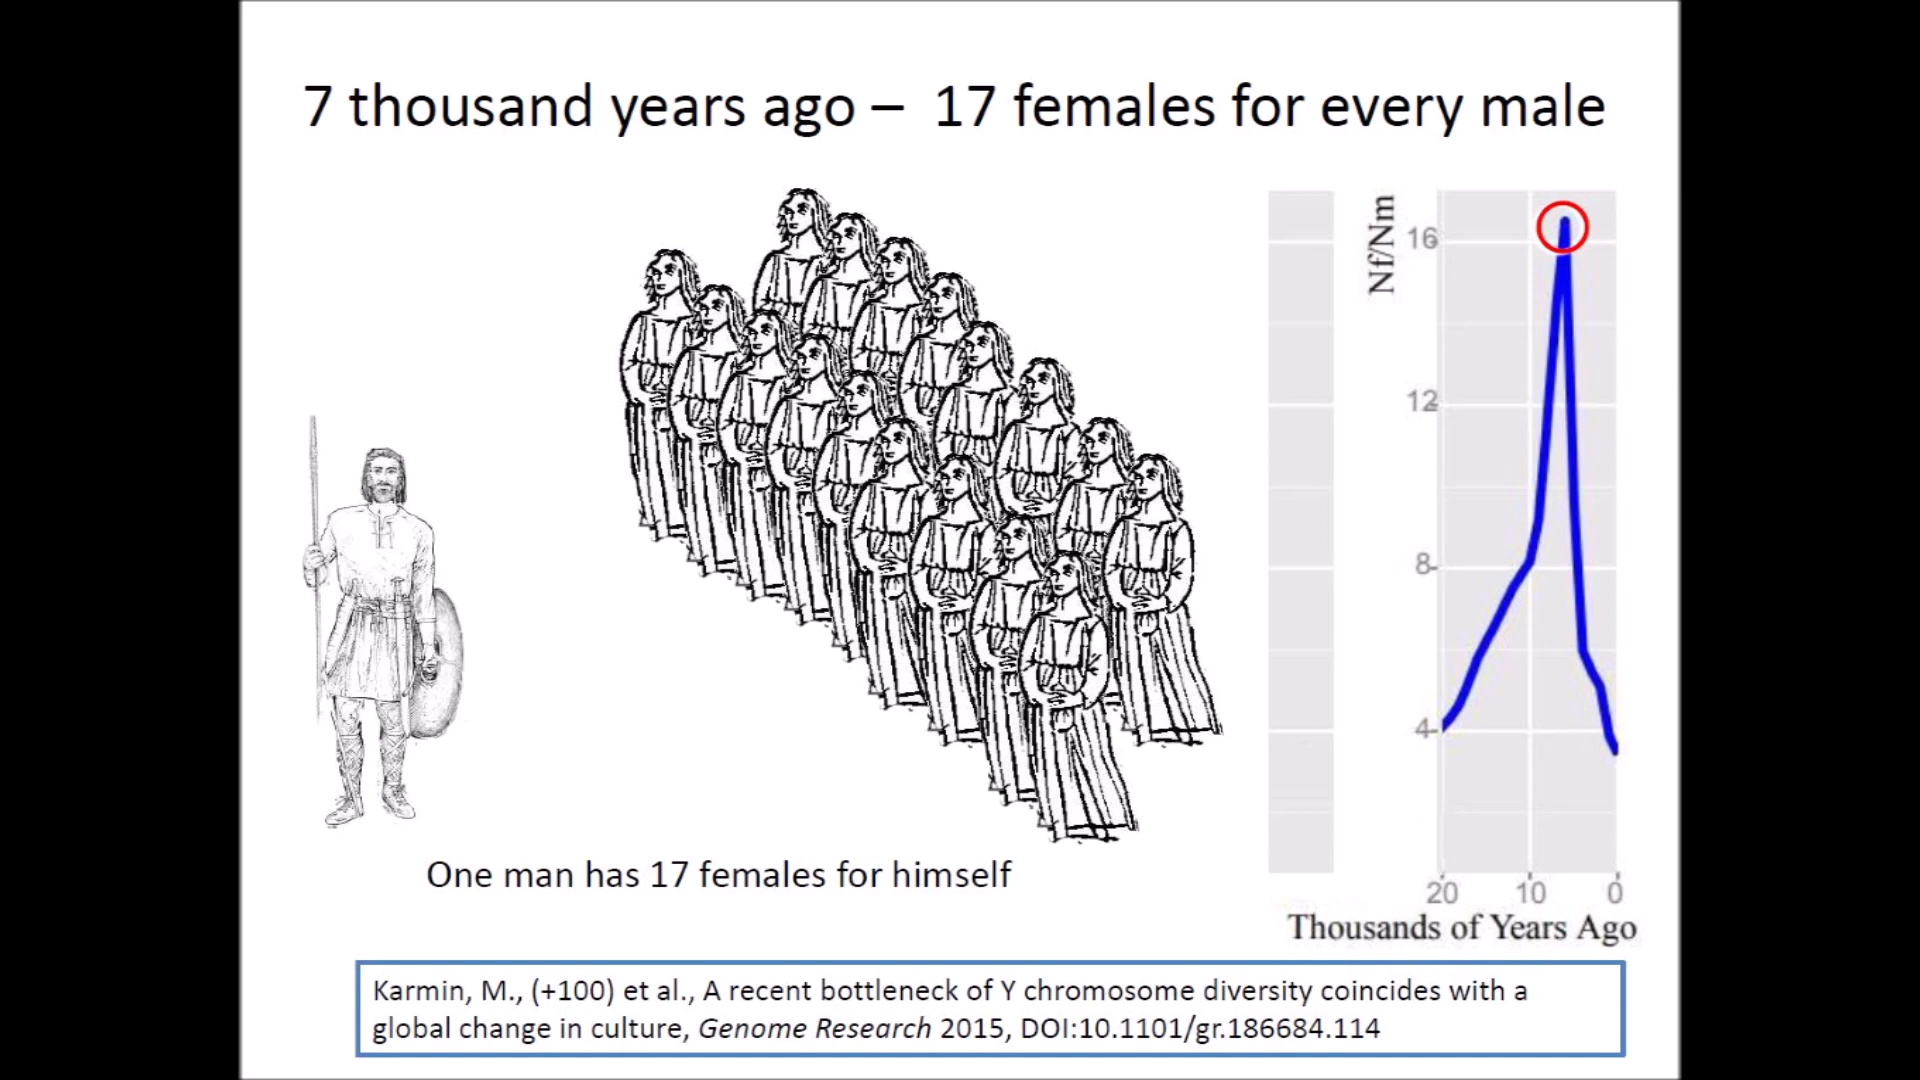 7 thousand years ago – 17 females for every male
Nf/Nm
16
12
8
4
20 10 0
Thousands of Years Ago
One man has 17 females for himself
Karmin, M., (+100) et al., A recent bottleneck of Y chromosome diversity coincides with a
global change in culture, Genome Research 2015, DOI:10.1101/gr.186684.114